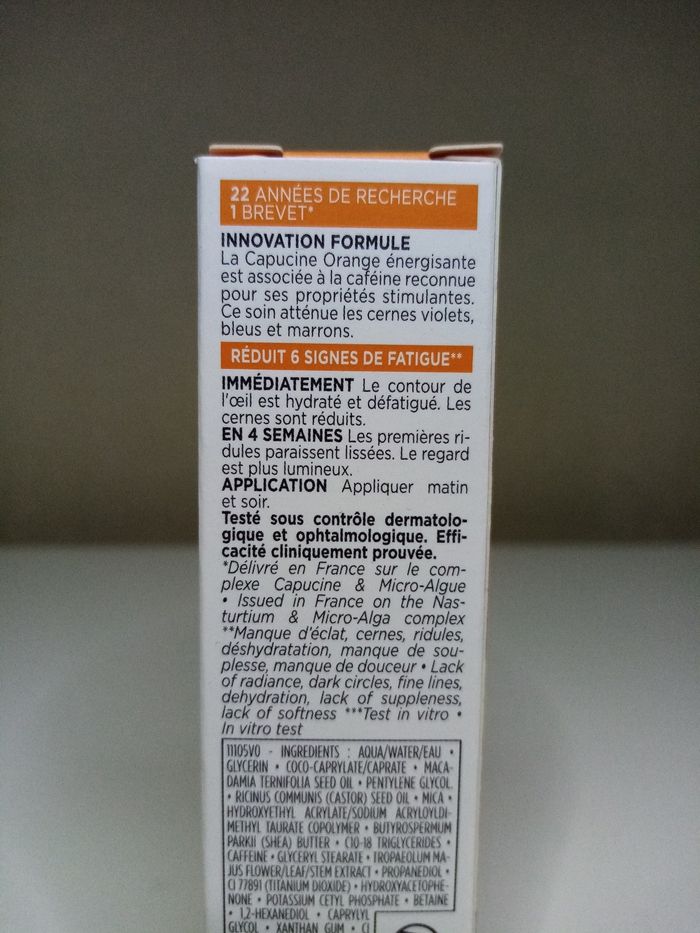 22 ANNÉES DE RECHERCHE
1 BREVET*
INNOVATION FORMULE
La Capucine Orange énergisante
est associée à la caféine reconnue
pour ses propriétés stimulantes.
Ce soin atténue les cernes violets,
bleus et marrons.
RÉDUIT 6 SIGNES DE FATIGUE**
IMMÉDIATEMENT Le contour de
l'œil est hydraté et défatigué. Les
cernes sont réduits.
EN 4 SEMAINES Les premières ri-
dules paraissent lissées. Le regard
est plus lumineux.
APPLICATION Appliquer matin
et soir.
Testé sous contrôle dermatolo-
gique et ophtalmologique. Effi-
cacité cliniquement prouvée.
*Délivré en France sur le com-
plexe Capucine & Micro-Algue
• Issued in France on the Nas-
turtium & Micro-Alga complex
**Manque d'éclat, cernes, ridules,
déshydratation, manque de sou-
plesse, manque de douceur • Lack
of radiance, dark circles, fine lines,
dehydration, lack of suppleness,
lack of softness ***Test in vitro •
In vitro test
11105V0 - INGREDIENTS : AQUA/WATER/EAU •
GLYCERIN • COCO-CAPRYLATE/CAPRATE • MACA-
DAMIA TERNIFOLIA SEED OIL • PENTYLENE GLYCOL
• RICINUS COMMUNIS (CASTOR) SEED OIL • MICA •
HYDROXYETHYL ACRYLATE/SODIUM ACRYLOYLDI-
METHYL TAURATE COPOLYMER • BUTYROSPERMUM
PARKII (SHEA) BUTTER • C10-18 TRIGLYCERIDES •
CAFFEINE • GLYCERYL STEARATE • TROPAEOLUM MA-
JUS FLOWER/LEAF/STEM EXTRACT • PROPANEDIOL •
CI 77891 (TITANIUM DIOXIDE) • HYDROXYACETOPHE-
NONE • POTASSIUM CETYL PHOSPHATE • BETAINE
• 1,2-HEXANEDIOL • CAPRYLYL
GLYCOL • XANTHAN GUM • CI